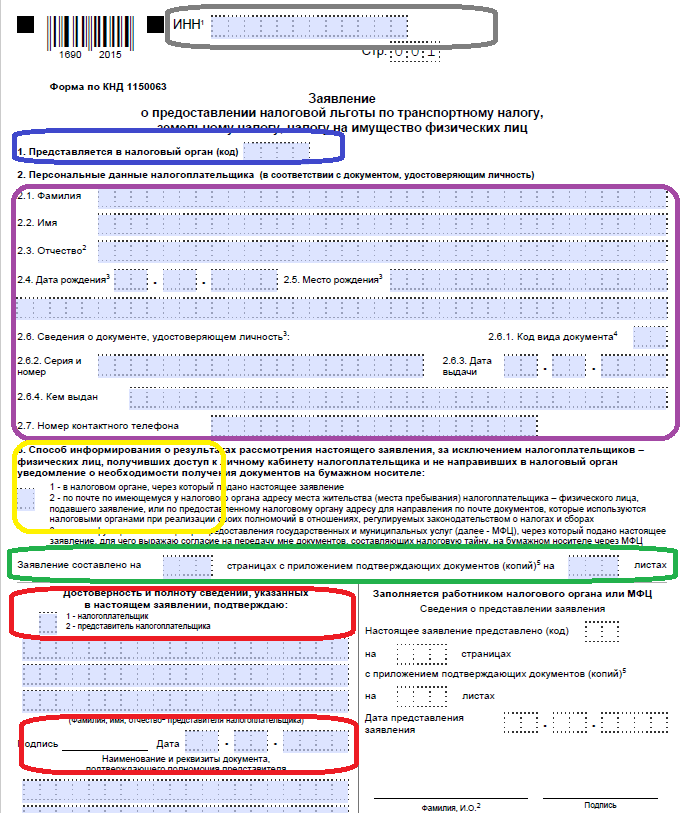 ИНН¹
1690 2015
Стр. 001
Форма по КНД 1150063
Заявление
о предоставлении налоговой льготы по транспортному налогу,
земельному налогу, налогу на имущество физических лиц
1. Представляется в налоговый орган (код)
2. Персональные данные налогоплательщика (в соответствии с документом, удостоверяющим личность)
2.1. Фамилия
2.2. Имя
2.3. Отчество²
2.4. Дата рождения³ . . 2.5. Место рождения³
2.6. Сведения о документе, удостоверяющем личность³: 2.6.1. Код вида документа⁴
2.6.2. Серия и номер 2.6.3. Дата выдачи . .
2.6.4. Кем выдан
2.7. Номер контактного телефона
3. Способ информирования о результатах рассмотрения настоящего заявления, за исключением налогоплательщиков –
физических лиц, получивших доступ к личному кабинету налогоплательщика и не направивших в налоговый орган
уведомление о необходимости получения документов на бумажном носителе:
1 - в налоговом органе, через который подано настоящее заявление
2 - по почте по имеющемуся у налогового органа адресу места жительства (места пребывания) налогоплательщика – физического лица,
подавшего заявление, или по предоставленному налоговому органу адресу для направления по почте документов, которые используются
налоговыми органами при реализации своих полномочий в отношениях, регулируемых законодательством о налогах и сборах
предоставления государственных и муниципальных услуг (далее - МФЦ), через который подано настоящее
заявление, для чего выражаю согласие на передачу мне документов, составляющих налоговую тайну, на бумажном носителе через МФЦ
Заявление составлено на страницах с приложением подтверждающих документов (копий)⁵ на листах
Достоверность и полноту сведений, указанных
в настоящем заявлении, подтверждаю:
1 - налогоплательщик
2 - представитель налогоплательщика
(Фамилия, имя, отчество² представителя налогоплательщика)
Подпись Дата . .
Наименование и реквизиты документа,
подтверждающего полномочия представителя
Заполняется работником налогового органа или МФЦ
Сведения о представлении заявления
Настоящее заявление представлено (код)
на страницах
с приложением подтверждающих документов (копий)⁵
на листах
Дата представления
заявления . .
Фамилия, И.О.² Подпись